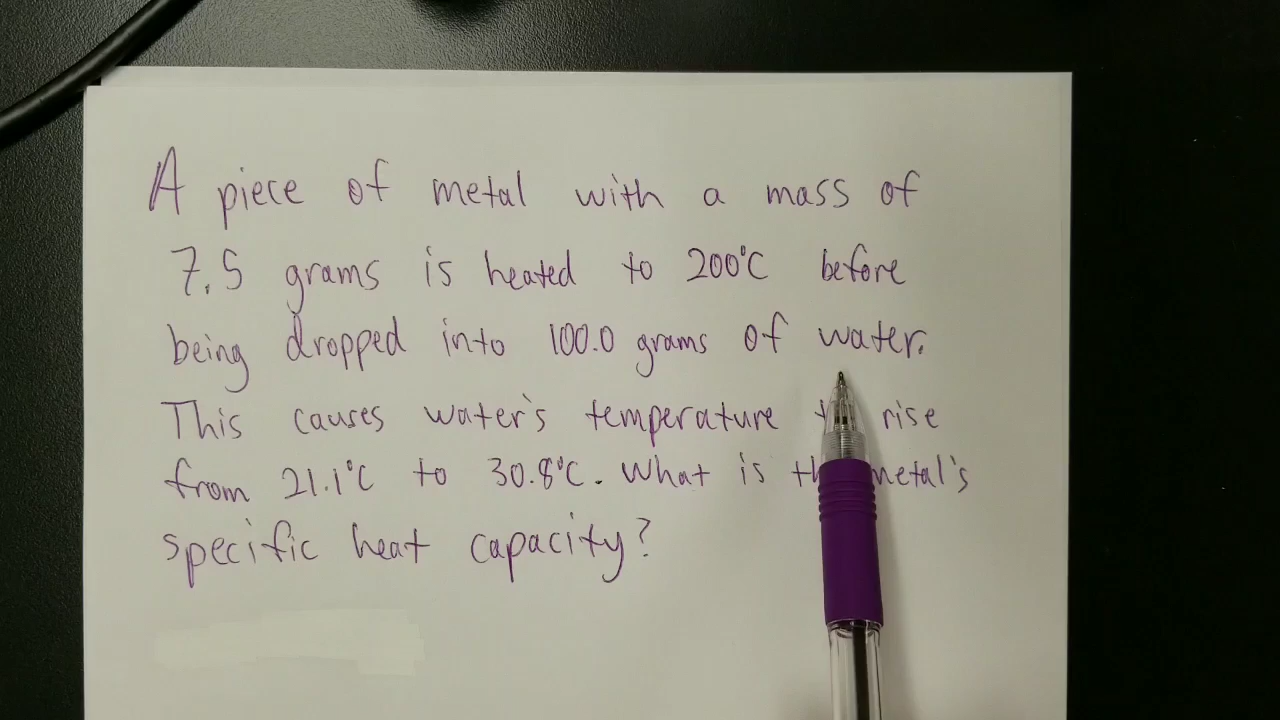 A piece of metal with a mass of
7.5 grams is heated to 200°C before
being dropped into 100.0 grams of water.
This causes water's temperature rise
from 21.1°C to 30.8°C. What is metal's
specific heat capacity?